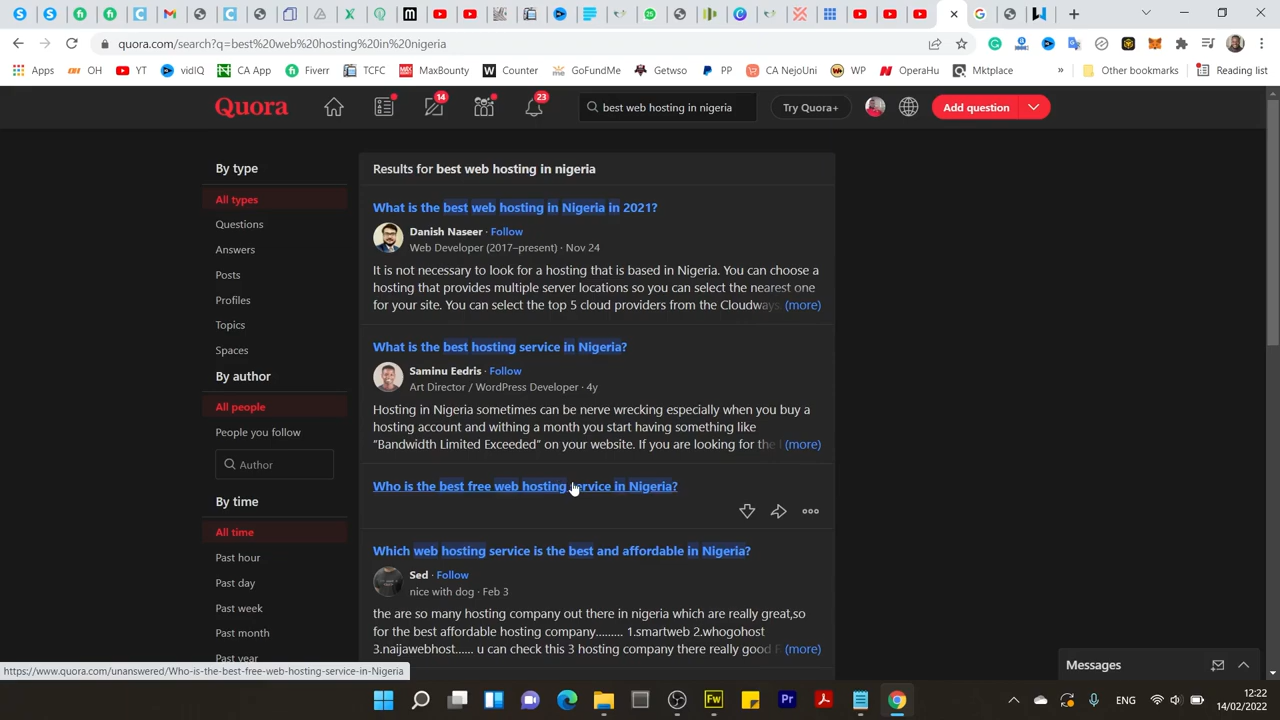 quora.com/search?q=best%20web%20hosting%20in%20nigeria
Apps OH YT vidIQ CA App Fiverr TCFC MaxBounty Counter GoFundMe Getwso PP CA NejoUni WP OperaHu Mktplace » Other bookmarks Reading list
Quora 14 23 best web hosting in nigeria Try Quora+ Add question
By type
All types
Questions
Answers
Posts
Profiles
Topics
Spaces
By author
All people
People you follow
Author
By time
All time
Past hour
Past day
Past week
Past month
Past year
Results for best web hosting in nigeria
What is the best web hosting in Nigeria in 2021?
Danish Naseer · Follow
Web Developer (2017–present) · Nov 24
It is not necessary to look for a hosting that is based in Nigeria. You can choose a
hosting that provides multiple server locations so you can select the nearest one
for your site. You can select the top 5 cloud providers from the Cloudways. (more)
What is the best hosting service in Nigeria?
Saminu Eedris · Follow
Art Director / WordPress Developer · 4y
Hosting in Nigeria sometimes can be nerve wrecking especially when you buy a
hosting account and withing a month you start having something like
“Bandwidth Limited Exceeded” on your website. If you are looking for the (more)
Who is the best free web hosting service in Nigeria?
Which web hosting service is the best and affordable in Nigeria?
Sed · Follow
nice with dog · Feb 3
the are so many hosting company out there in nigeria which are really great,so
for the best affordable hosting company......... 1.smartweb 2.whogohost
3.naijawebhost...... u can check this 3 hosting company there really good (more)
Messages
https://www.quora.com/unanswered/Who-is-the-best-free-web-hosting-service-in-Nigeria
ENG
12:22
14/02/2022